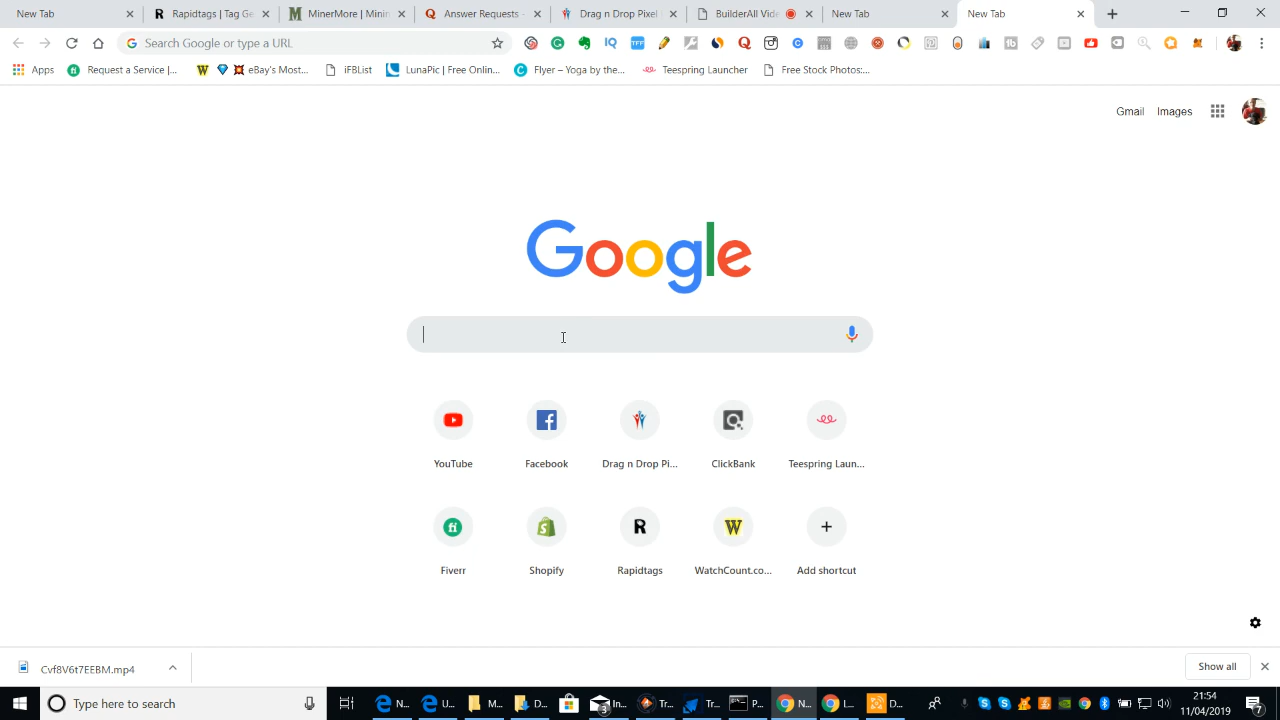 New Tab
Rapidtags | Tag Ge
MinerMore | Minin
Answer Requests -
Drag n Drop Pixel
BuilderAll Vide
New Tab
New Tab
Search Google or type a URL
Apps
Request a Service |...
eBay's Most...
iFBList
LunaPic | Free Onlin...
Flyer – Yoga by the...
Teespring Launcher
Free Stock Photos:...
Gmail
Images
Google
YouTube
Facebook
Drag n Drop Pi...
ClickBank
Teespring Laun...
Fiverr
Shopify
Rapidtags
WatchCount.co...
Add shortcut
Cvf8V6t7EEBM.mp4
Show all
Type here to search
N...
U...
M...
D...
In...
Tr...
Tr...
P...
N...
I...
D...
21:54
11/04/2019